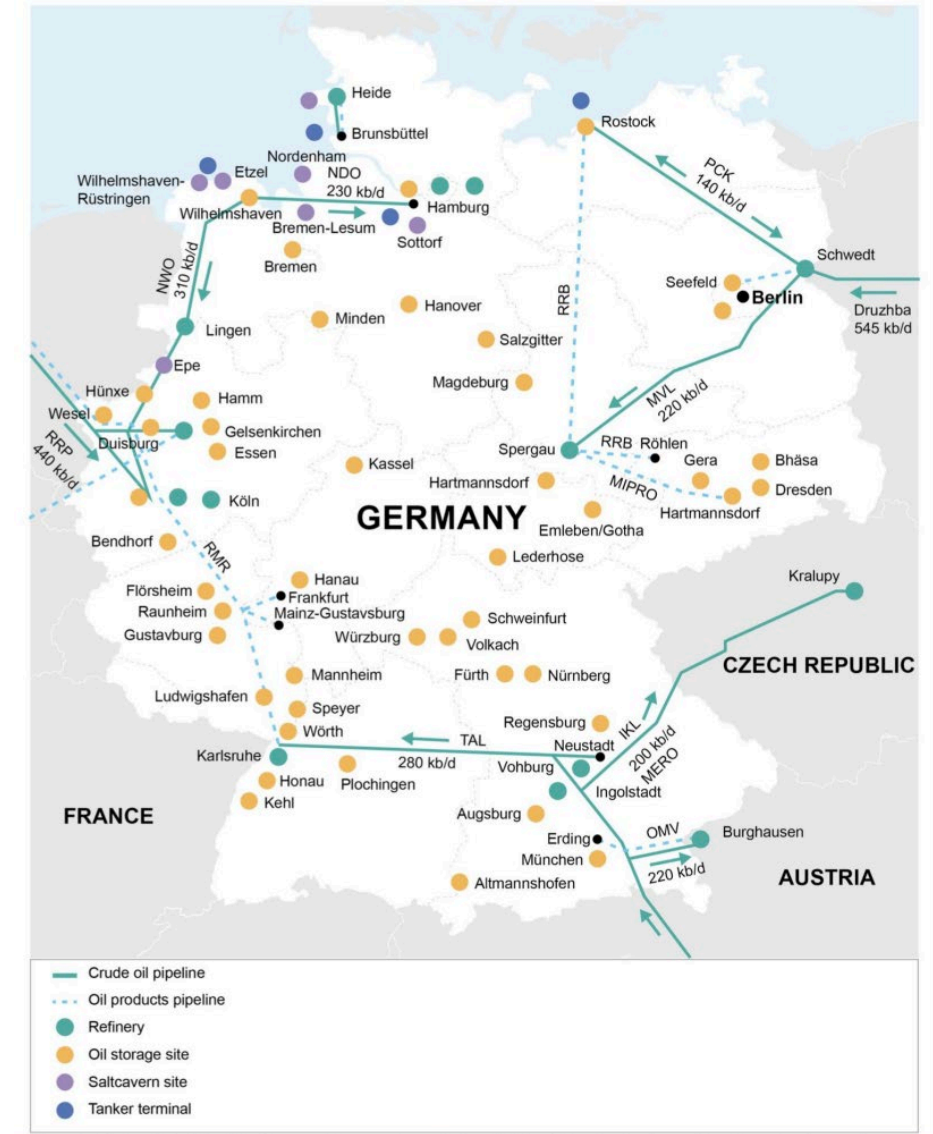 Heide
Rostock
Brunsbüttel
Nordenham
PCK
140 kb/d
Wilhelmshaven-
Rüstringen
Etzel
NDO
230 kb/d
Hamburg
Wilhelmshaven
Bremen-Lesum
Sottorf
Bremen
NWO
310 kb/d
Schwedt
Seefeld
Berlin
Druzhba
545 kb/d
RRB
Hanover
Minden
Lingen
Salzgitter
Epe
Magdeburg
MVL
220 kb/d
Hünxe
Hamm
Wesel
Duisburg
Gelsenkirchen
Essen
RRP
440 kb/d
Spergau
RRB
Röhlen
Kassel
Gera
Bhäsa
Hartmannsdorf
MIPRO
Dresden
Hartmannsdorf
Köln
GERMANY
Emleben/Gotha
Bendhorf
RMR
Lederhose
Hanau
Flörsheim
Frankfurt
Raunheim
Mainz-Gustavsburg
Gustavburg
Kralupy
Schweinfurt
Würzburg
Volkach
CZECH REPUBLIC
Mannheim
Fürth
Nürnberg
Ludwigshafen
Speyer
Regensburg
Wörth
IKL
200 kb/d
MERO
TAL
280 kb/d
Neustadt
Karlsruhe
Vohburg
Honau
Plochingen
Ingolstadt
Kehl
FRANCE
Augsburg
Erding
OMV
220 kb/d
Burghausen
München
Altmannshofen
AUSTRIA
Crude oil pipeline
Oil products pipeline
Refinery
Oil storage site
Saltcavern site
Tanker terminal